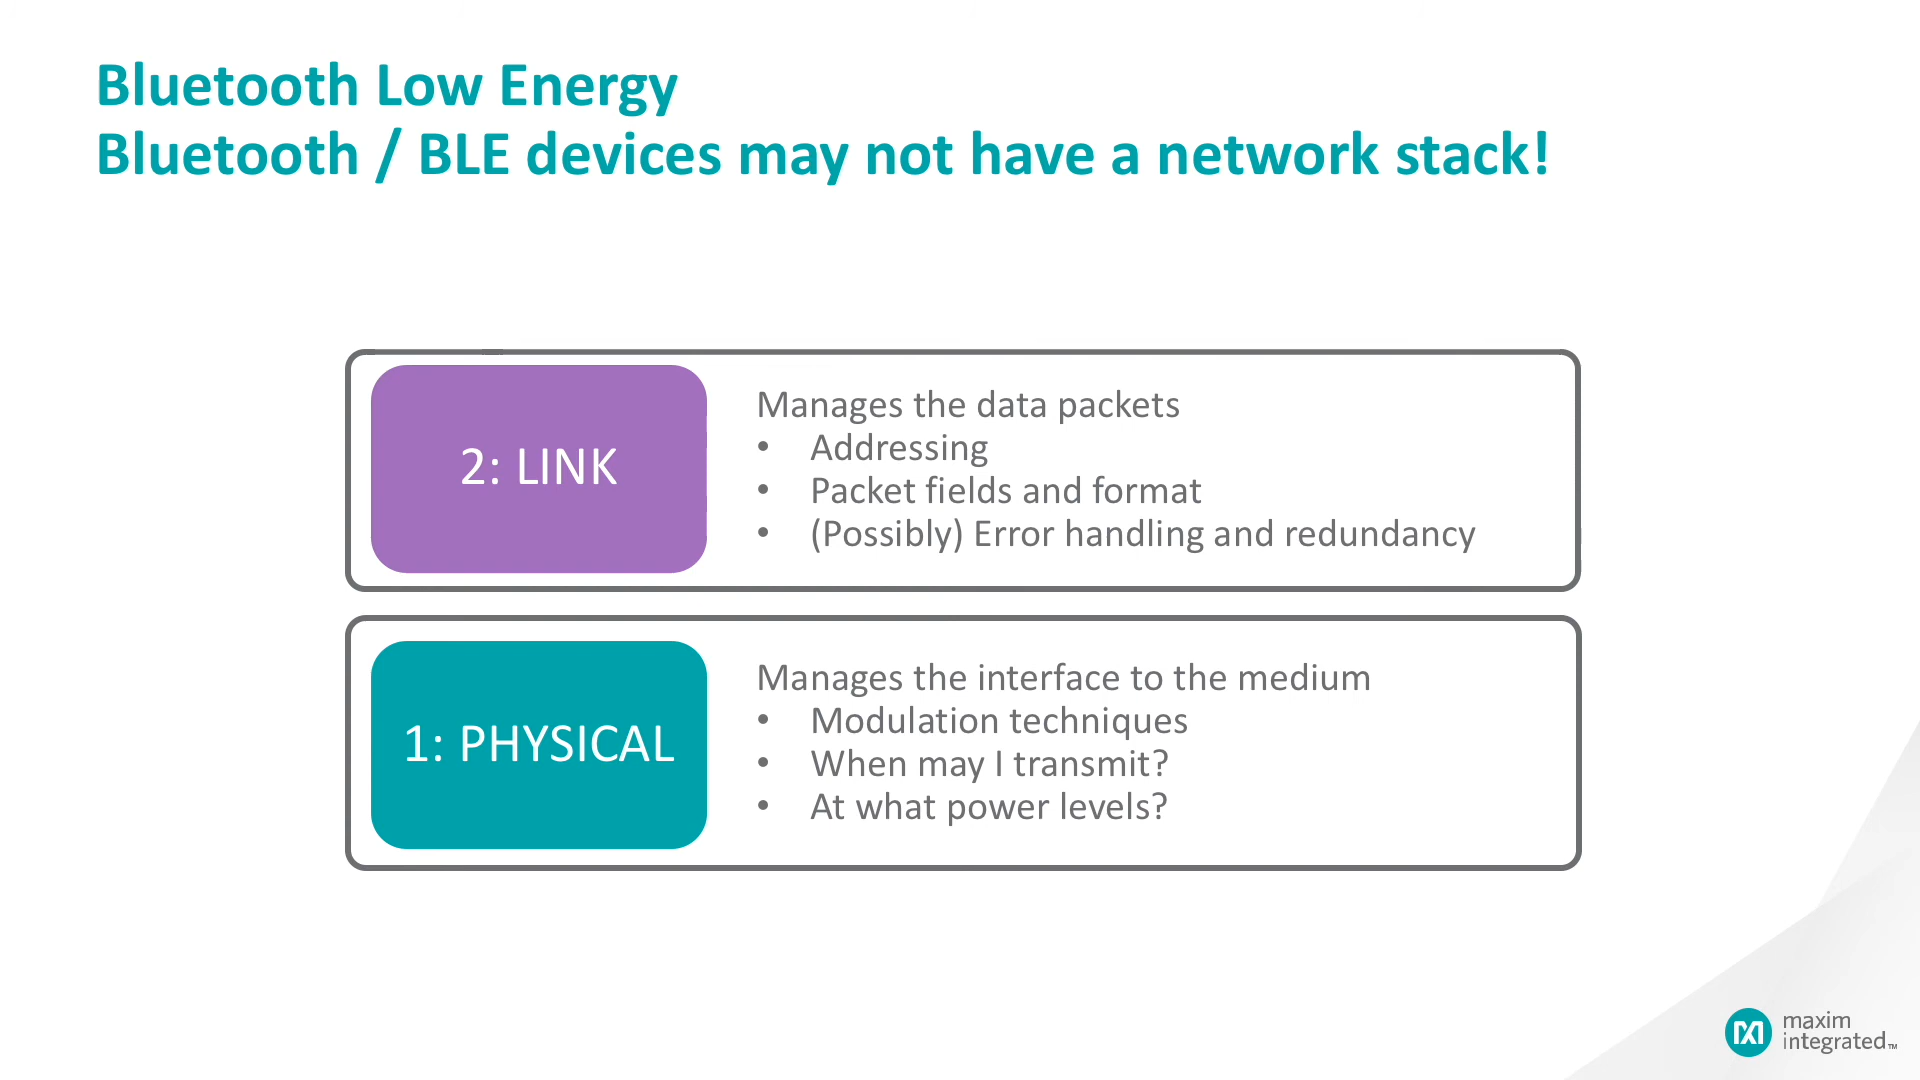 Bluetooth Low Energy
Bluetooth / BLE devices may not have a network stack!
2: LINK
Manages the data packets
• Addressing
• Packet fields and format
• (Possibly) Error handling and redundancy
1: PHYSICAL
Manages the interface to the medium
• Modulation techniques
• When may I transmit?
• At what power levels?
maxim
integrated™